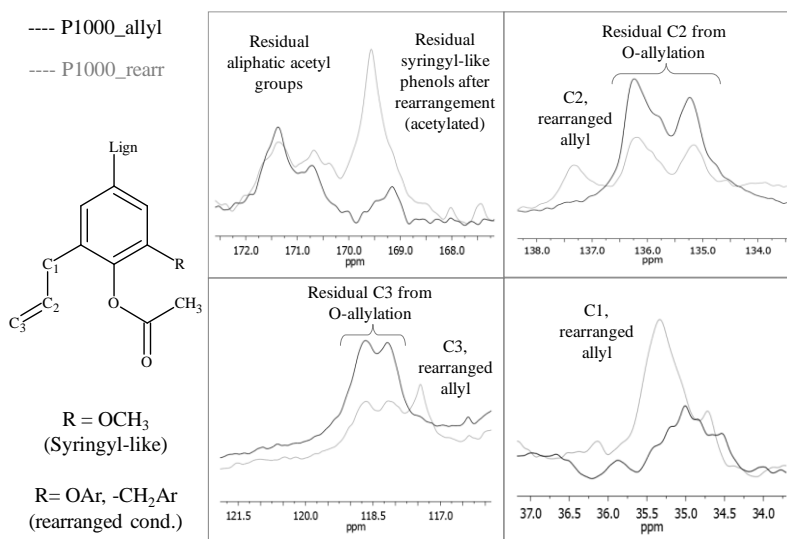 ---- P1000_allyl
---- P1000_rearr
Lign
C1
R
C2
O
CH3
C3
O
R = OCH3
(Syringyl-like)
R= OAr, -CH2Ar
(rearranged cond.)
Residual
aliphatic acetyl
groups
Residual
syringyl-like
phenols after
rearrangement
(acetylated)
172.0 171.0 170.0 169.0 168.0
ppm
Residual C2 from
O-allylation
C2,
rearranged
allyl
138.0 137.0 136.0 135.0 134.0
ppm
Residual C3 from
O-allylation
C3,
rearranged
allyl
121.5 120.0 118.5 117.0
ppm
C1,
rearranged
allyl
37.0 36.5 36.0 35.5 35.0 34.5 34.0
ppm